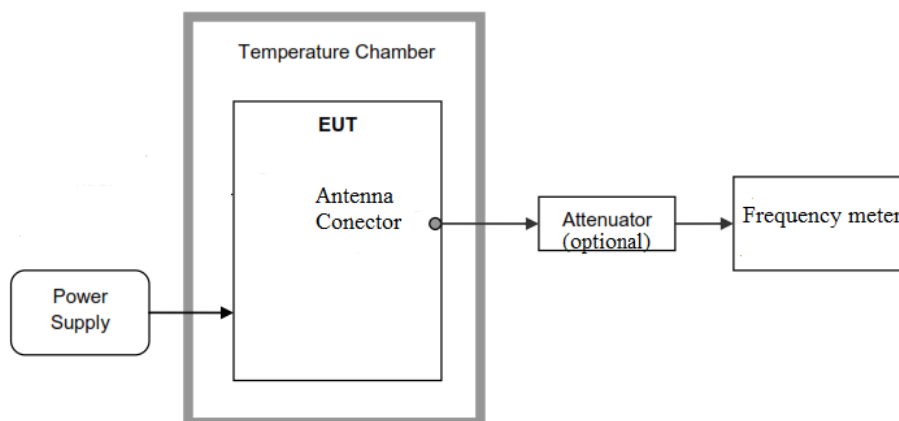 Temperature Chamber
EUT
Antenna
Conector
Attenuator
(optional)
Frequency meter
Power
Supply